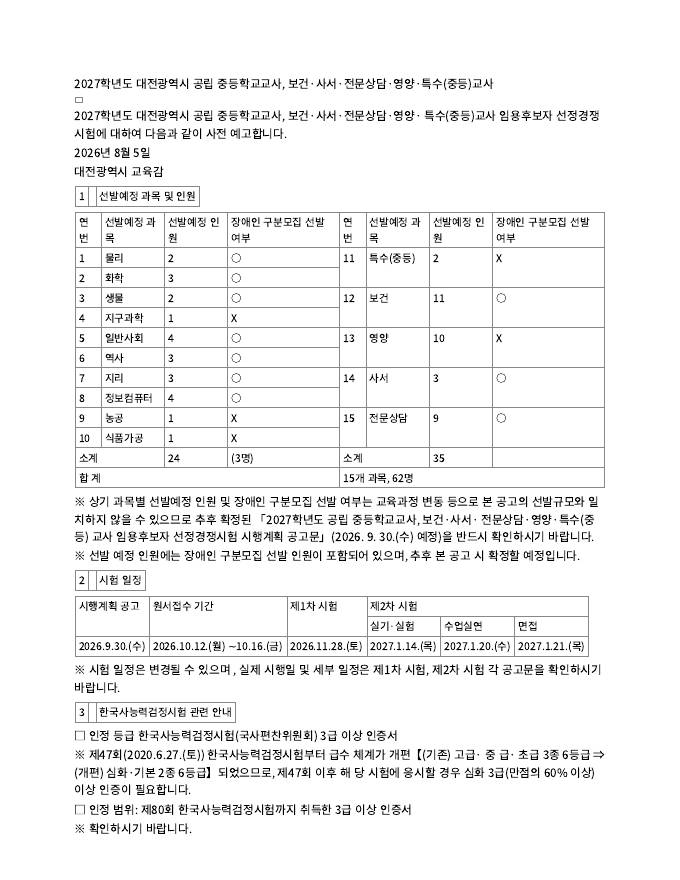 2027학년도 대전광역시 공립 중등학교교사, 보건·사서·전문상담·영양·특수(중등)교사
□
2027학년도 대전광역시 공립 중등학교교사, 보건·사서·전문상담·영양· 특수(중등)교사 임용후보자 선정경쟁
시험에 대하여 다음과 같이 사전 예고합니다.
2026년 8월 5일
대전광역시 교육감
1 선발예정 과목 및 인원
연번 선발예정 과목 선발예정 인원 장애인 구분모집 선발 여부 연번 선발예정 과목 선발예정 인원 장애인 구분모집 선발 여부
1 물리 2 ○ 11 특수(중등) 2 X
2 화학 3 ○
3 생물 2 ○ 12 보건 11 ○
4 지구과학 1 X
5 일반사회 4 ○ 13 영양 10 X
6 역사 3 ○
7 지리 3 ○ 14 사서 3 ○
8 정보컴퓨터 4 ○
9 농공 1 X 15 전문상담 9 ○
10 식품가공 1 X
소계 24 (3명) 소계 35
합 계 15개 과목, 62명
※ 상기 과목별 선발예정 인원 및 장애인 구분모집 선발 여부는 교육과정 변동 등으로 본 공고의 선발규모와 일
치하지 않을 수 있으므로 추후 확정된 「2027학년도 공립 중등학교교사, 보건·사서· 전문상담·영양·특수(중
등) 교사 임용후보자 선정경쟁시험 시행계획 공고문」(2026. 9. 30.(수) 예정)을 반드시 확인하시기 바랍니다.
※ 선발 예정 인원에는 장애인 구분모집 선발 인원이 포함되어 있으며, 추후 본 공고 시 확정할 예정입니다.
2 시험 일정
시행계획 공고 원서접수 기간 제1차 시험 제2차 시험
실기·실험 수업실연 면접
2026.9.30.(수) 2026.10.12.(월) ~10.16.(금) 2026.11.28.(토) 2027.1.14.(목) 2027.1.20.(수) 2027.1.21.(목)
※ 시험 일정은 변경될 수 있으며, 실제 시행일 및 세부 일정은 제1차 시험, 제2차 시험 각 공고문을 확인하시기
바랍니다.
3 한국사능력검정시험 관련 안내
□ 인정 등급 한국사능력검정시험(국사편찬위원회) 3급 이상 인증서
※ 제47회(2020.6.27.(토)) 한국사능력검정시험부터 급수 체계가 개편【(기존) 고급· 중 급· 초급 3종 6등급 ⇒
(개편) 심화·기본 2종 6등급】되었으므로, 제47회 이후 해 당 시험에 응시할 경우 심화 3급(만점의 60% 이상)
이상 인증이 필요합니다.
□ 인정 범위: 제80회 한국사능력검정시험까지 취득한 3급 이상 인증서
※ 확인하시기 바랍니다.